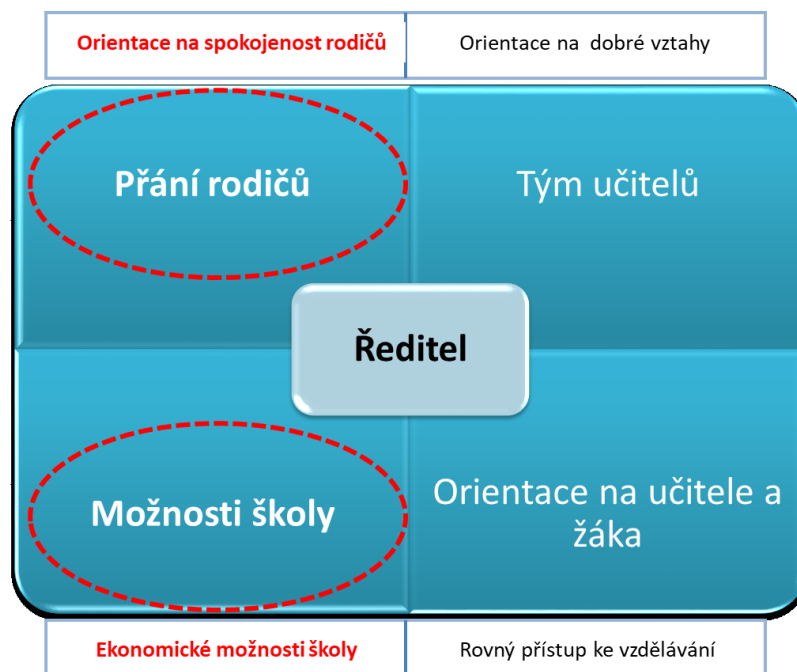 Orientace na spokojenost rodičů
Orientace na dobré vztahy
Přání rodičů
Tým učitelů
Ředitel
Možnosti školy
Orientace na učitele a
žáka
Ekonomické možnosti školy
Rovný přístup ke vzdělávání